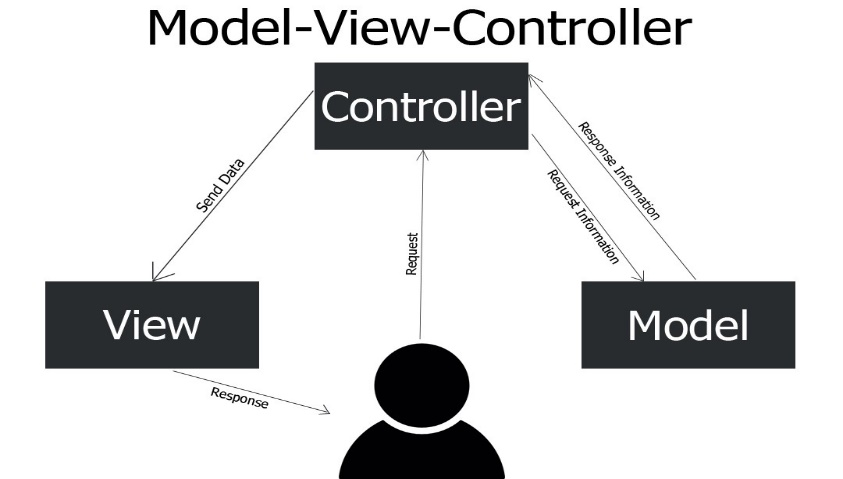 Model-View-Controller
Controller
Send Data
Request
Request Information
Response Information
View
Model
Response